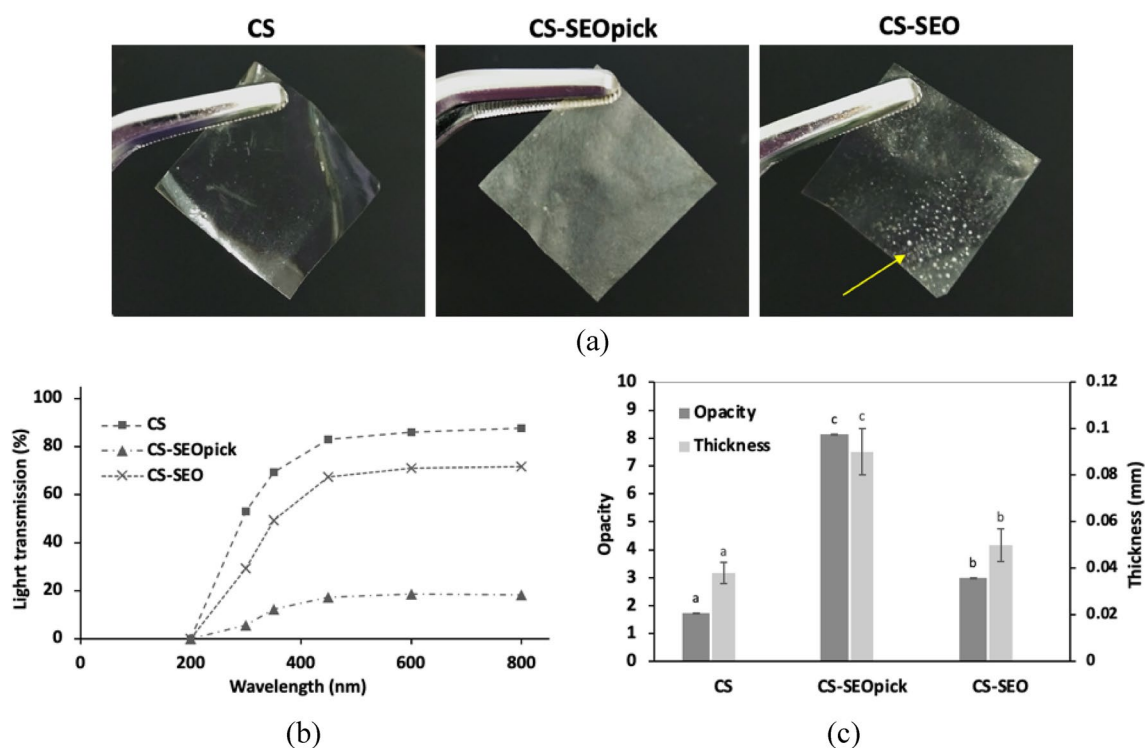 CS CS-SEOpick CS-SEO
(a)
100
80
60
40
20
0
Lighrt transmission (%)
CS
CS-SEOpick
CS-SEO
0 200 400 600 800
Wavelength (nm)
(b)
10
9
8
7
6
5
4
3
2
1
0
Opacity
Opacity
Thickness
a a c c b b
0.12
0.1
0.08
0.06
0.04
0.02
0
Thickness (mm)
CS CS-SEOpick CS-SEO
(c)